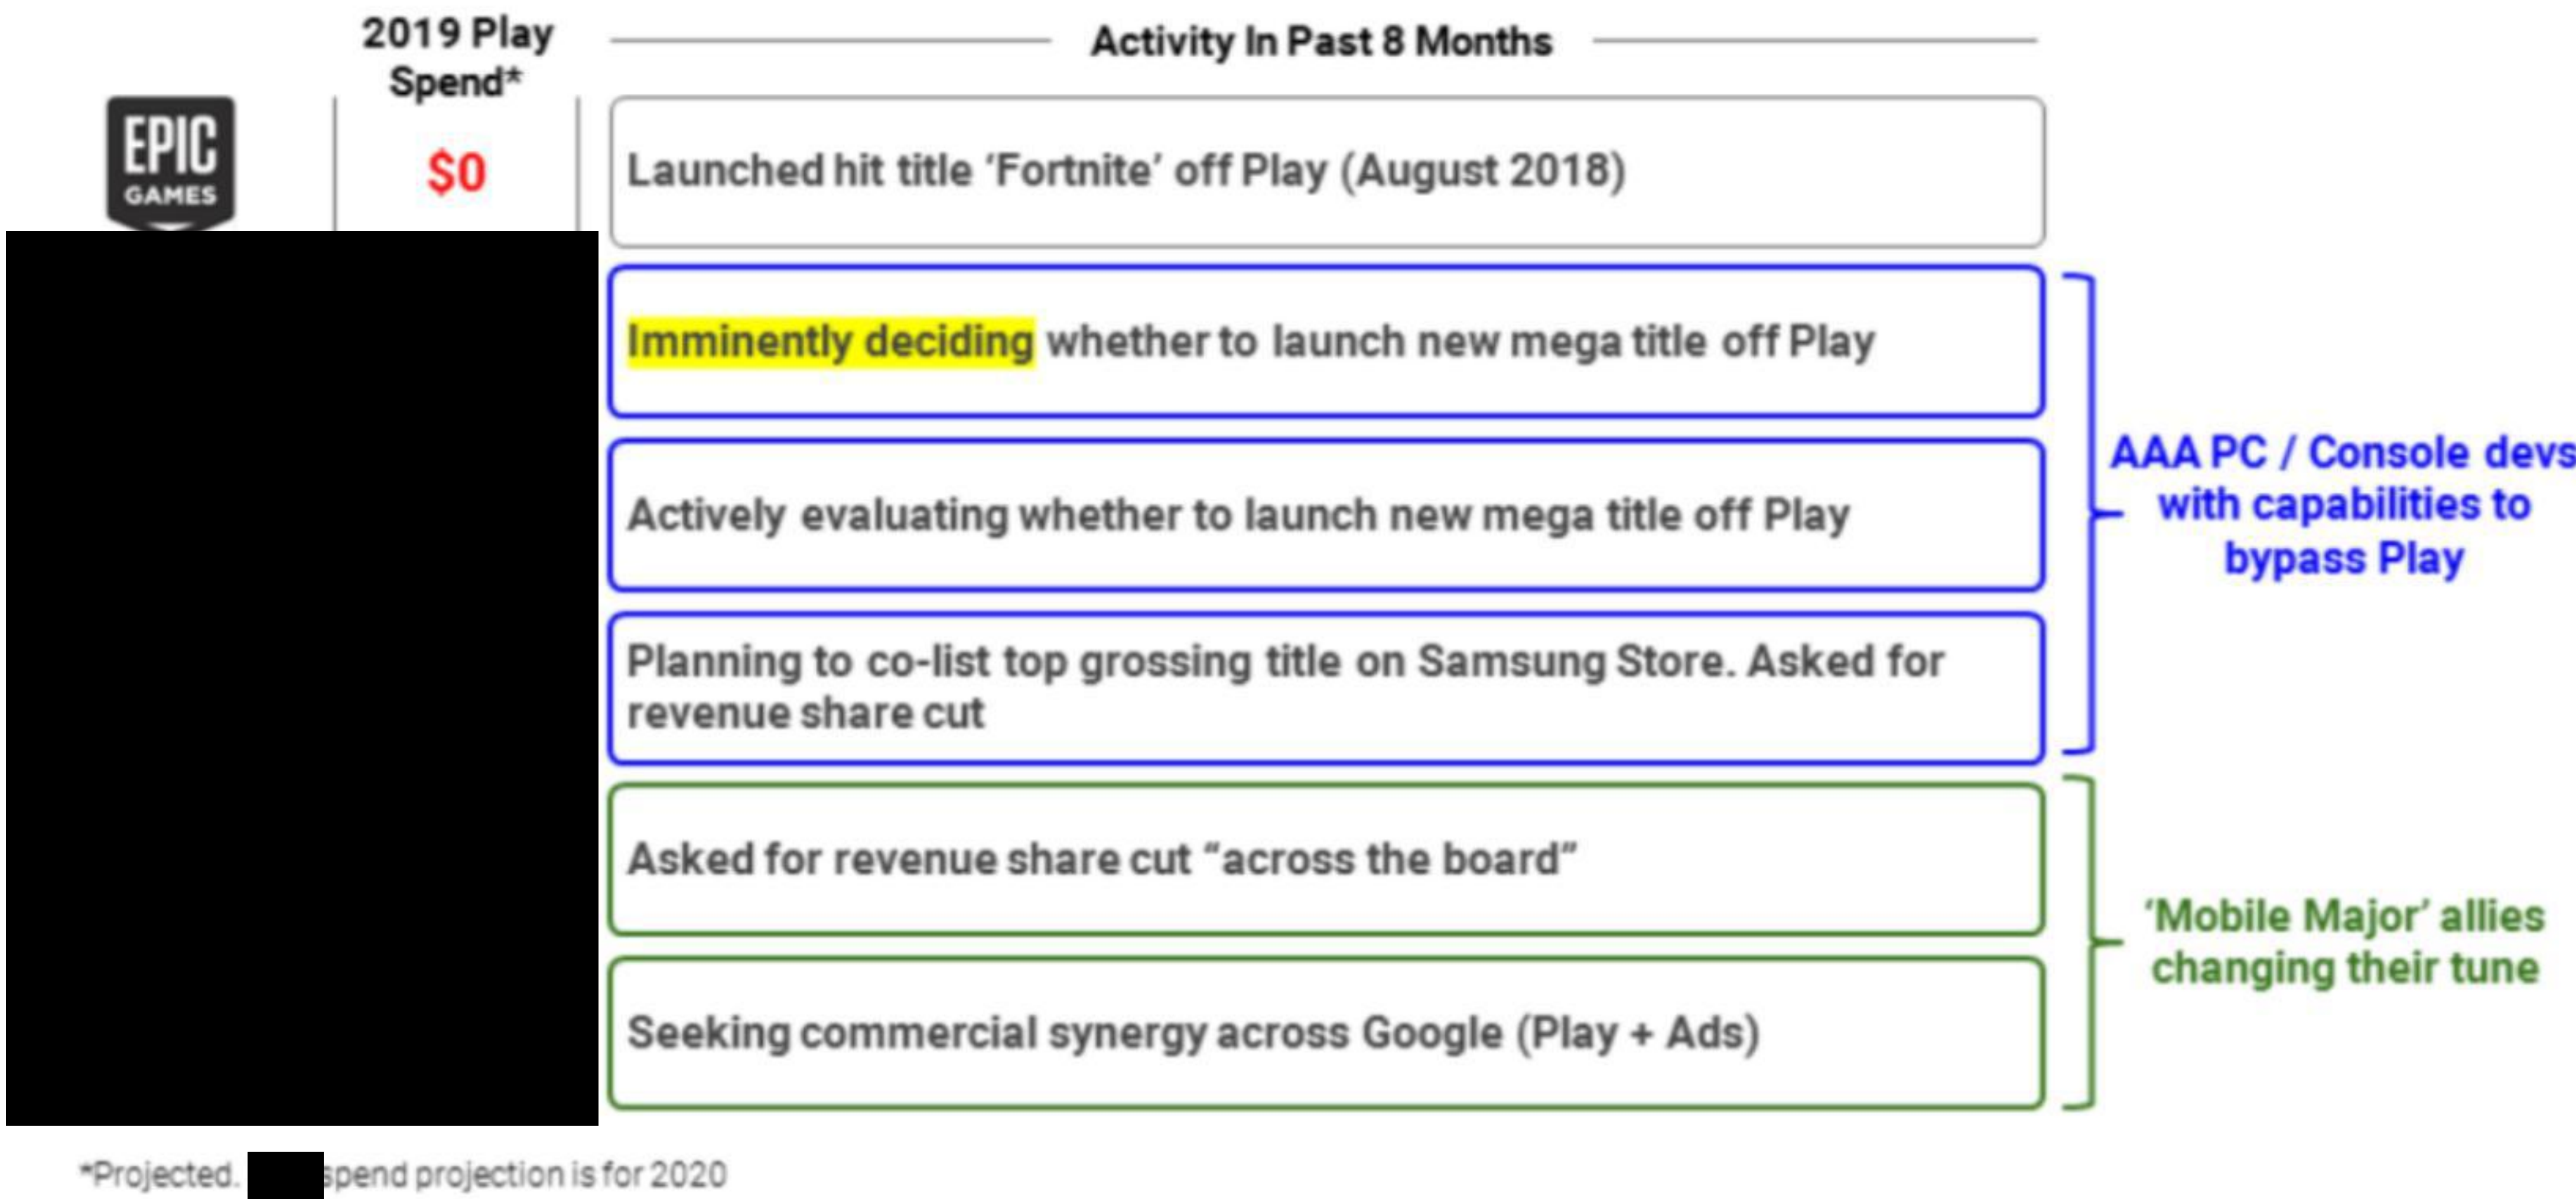 2019 Play
Spend*
Activity In Past 8 Months
EPIC
GAMES
$0
Launched hit title ‘Fortnite’ off Play (August 2018)
Imminently deciding whether to launch new mega title off Play
Actively evaluating whether to launch new mega title off Play
Planning to co-list top grossing title on Samsung Store. Asked for
revenue share cut
AAA PC / Console devs
with capabilities to
bypass Play
Asked for revenue share cut “across the board”
Seeking commercial synergy across Google (Play + Ads)
‘Mobile Major’ allies
changing their tune
*Projected. spend projection is for 2020